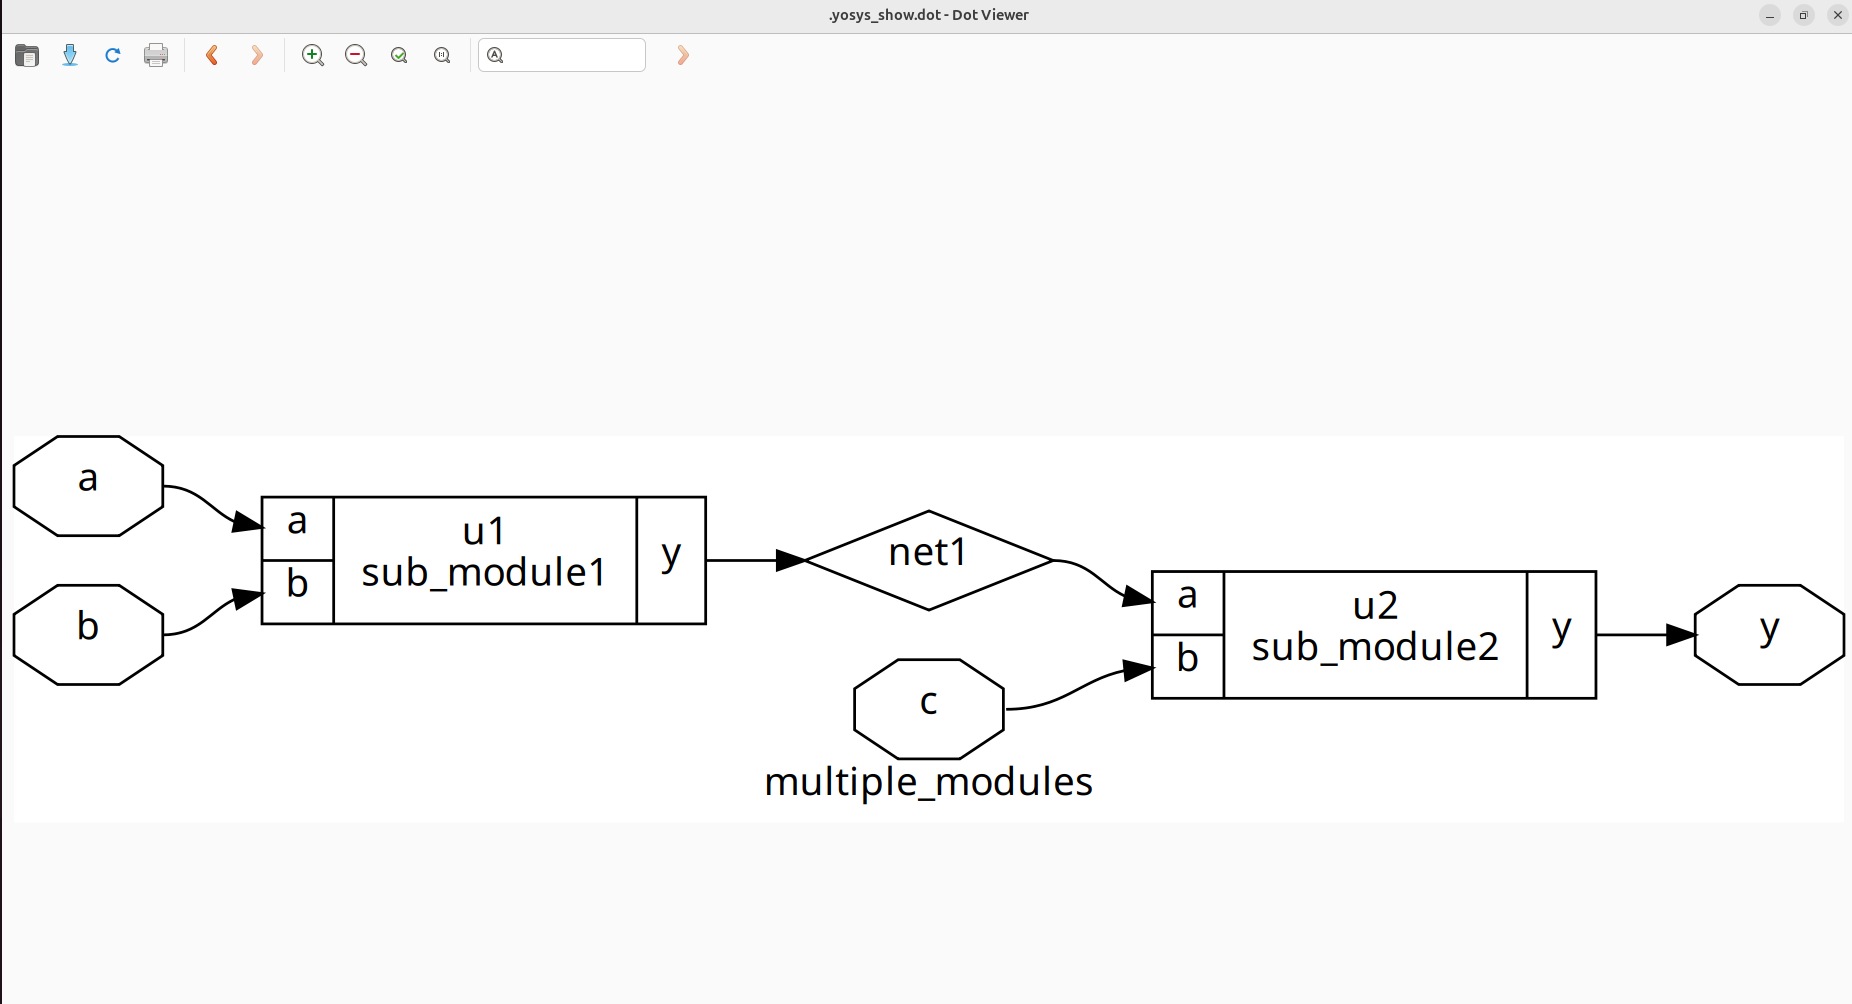 .yosys_show.dot - Dot Viewer
a
b
a
b
u1
sub_module1
y
net1
c
a
b
u2
sub_module2
y
y
multiple_modules